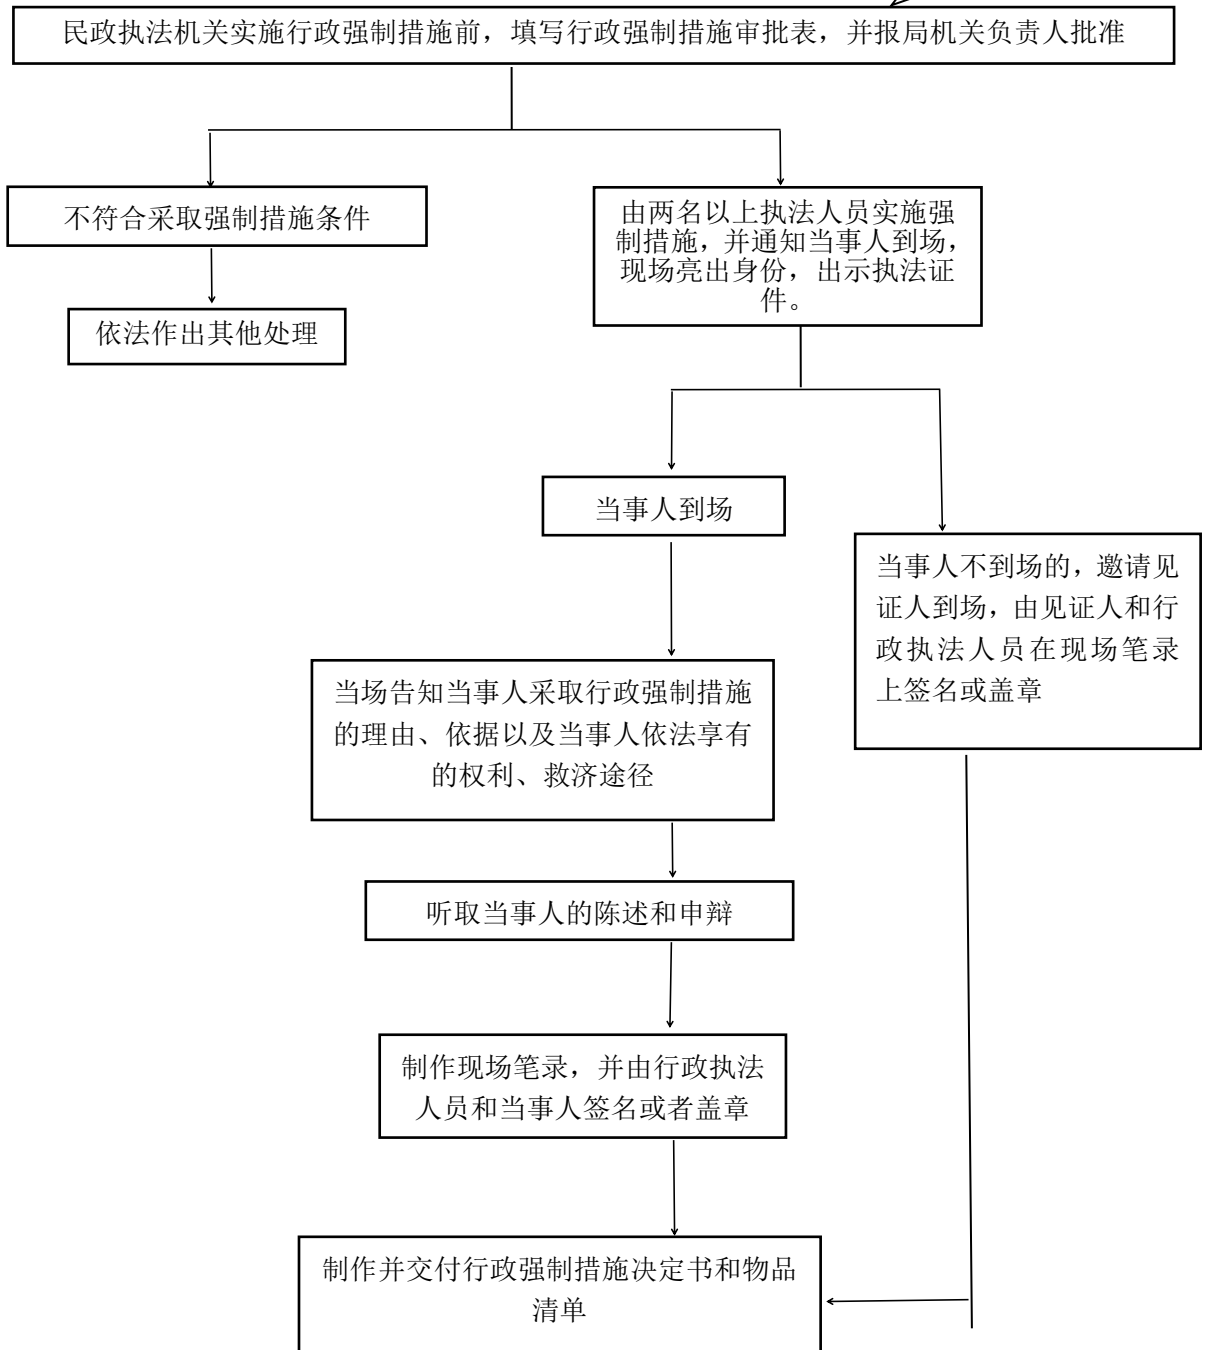 民政执法机关实施行政强制措施前，填写行政强制措施审批表，并报局机关负责人批准
不符合采取强制措施条件
依法作出其他处理
由两名以上执法人员实施强
制措施，并通知当事人到场，
现场亮出身份，出示执法证
件。
当事人到场
当事人不到场的，邀请见
证人到场，由见证人和行
政执法人员在现场笔录
上签名或盖章
当场告知当事人采取行政强制措施
的理由、依据以及当事人依法享有
的权利、救济途径
听取当事人的陈述和申辩
制作现场笔录，并由行政执法
人员和当事人签名或者盖章
制作并交付行政强制措施决定书和物品
清单